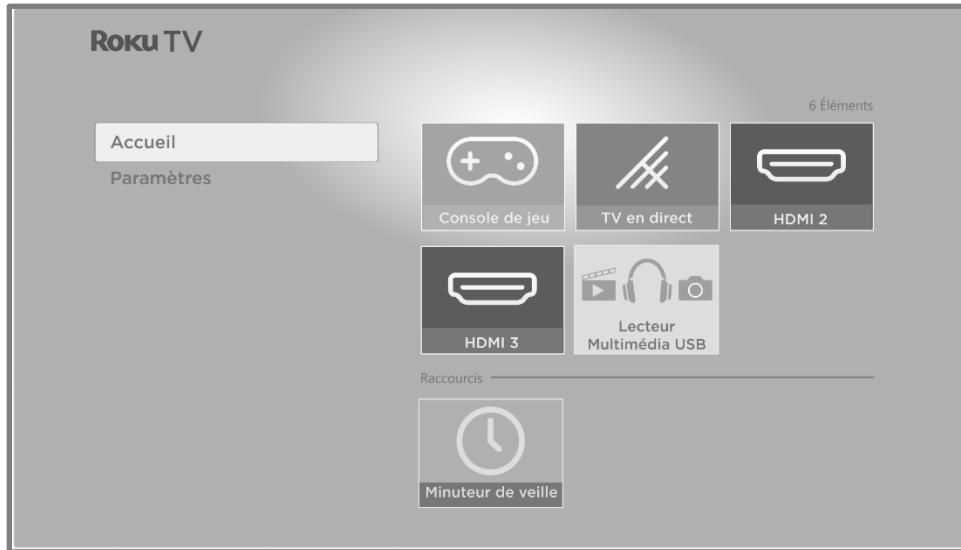 Roku TV
6 Éléments
Accueil
Paramètres
Console de jeu
TV en direct
HDMI 2
HDMI 3
Lecteur
Multimédia USB
Raccourcis
Minuteur de veille